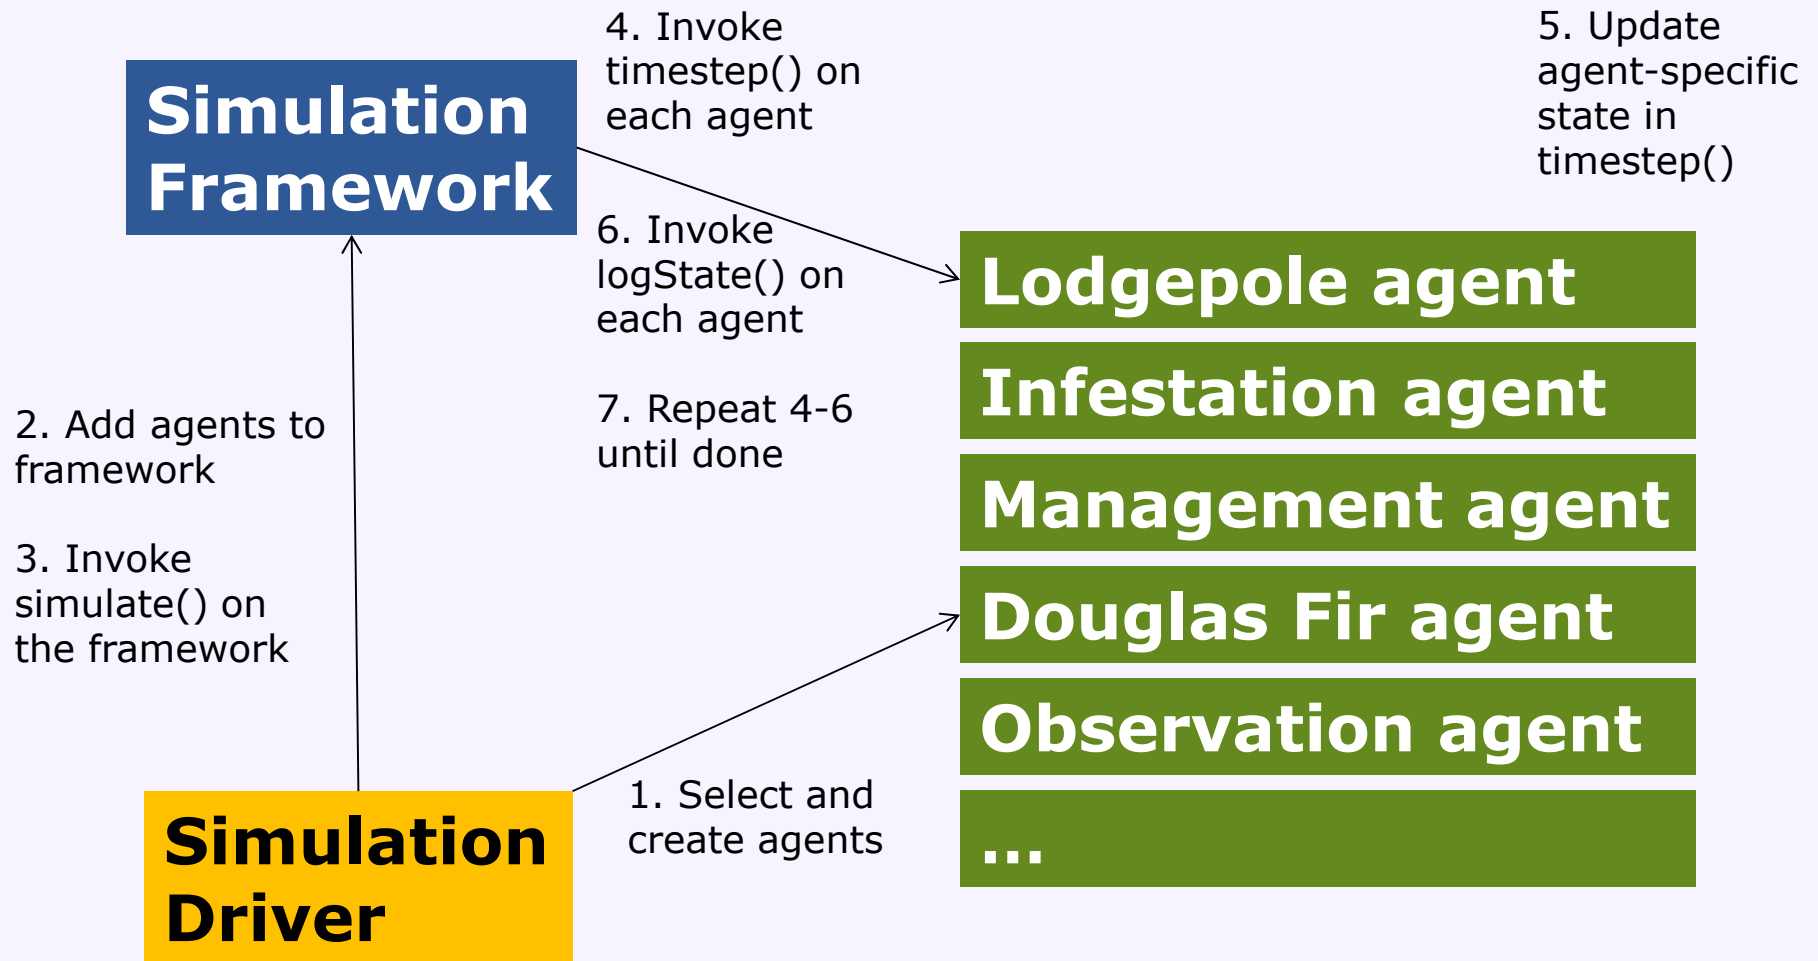 4. Invoke
timestep() on
each agent
5. Update
agent-specific
state in
timestep()
Simulation
Framework
6. Invoke
logState() on
each agent
7. Repeat 4-6
until done
Lodgepole agent
Infestation agent
Management agent
Douglas Fir agent
Observation agent
...
2. Add agents to
framework
3. Invoke
simulate() on
the framework
1. Select and
create agents
Simulation
Driver